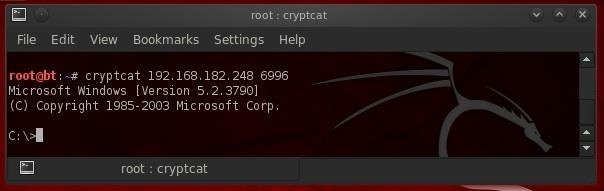 root : cryptcat
File Edit View Bookmarks Settings Help
root@bt:~# cryptcat 192.168.182.248 6996
Microsoft Windows [Version 5.2.3790]
(C) Copyright 1985-2003 Microsoft Corp.
C:\>
root : cryptcat